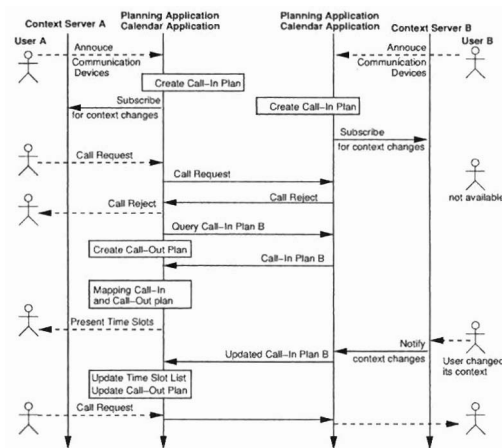 Planning Application
Planning Application
Context Server A
Calendar Application
Calendar Application
Context Server B
User A
User B
Annouce
Annouce
Communication
Devices
Communication
Devices
Create Call-In Plan
Create Call-In Plan
Subscribe
for context changes
Subscribe
for context changes
Call Request
Call Request
not available
Call Reject
Call Reject
Query Call-In Plan B
Create Call-Out Plan
Call-In Plan B
Mapping Call-In
and Call-Out plan
Present Time Slots
Notify
context changes
Updated Call-In Plan B
User changed
its context
Update Time Slot List
Update Call-Out Plan
Call Request